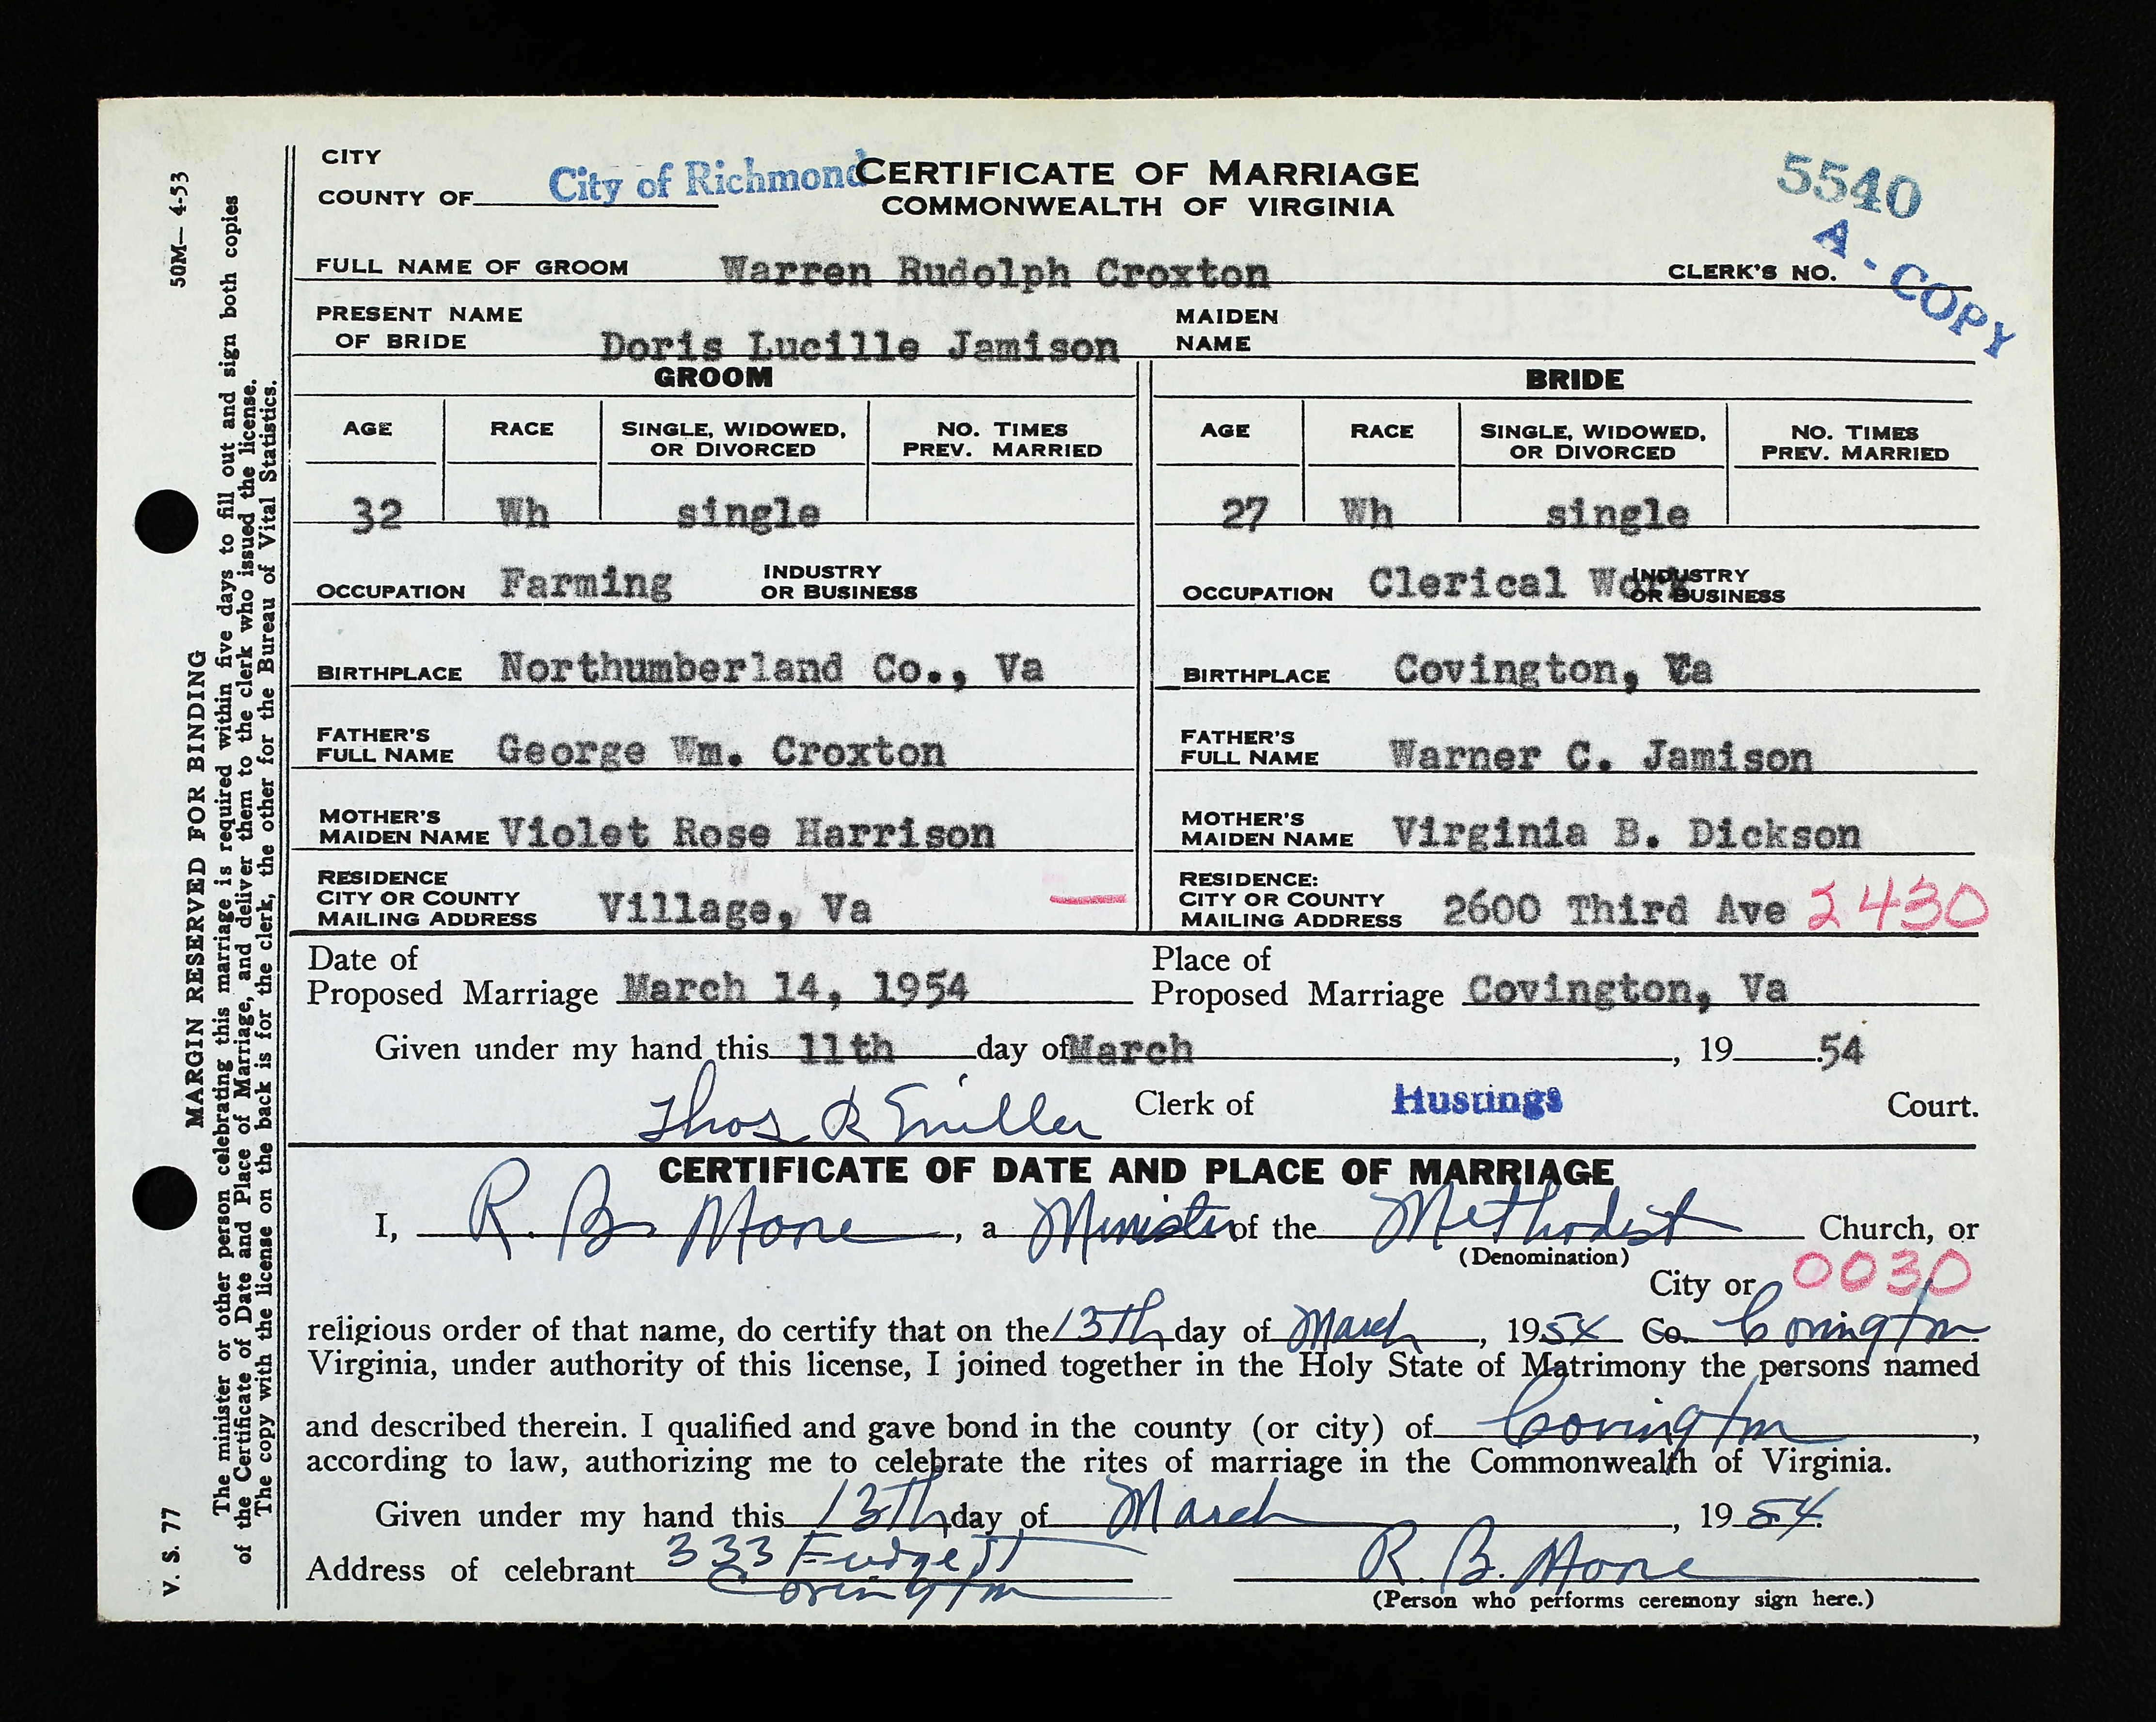 50M— 4-53
MARGIN RESERVED FOR BINDING
V. S. 77
The minister or other person celebrating this marriage is required within five days to fill out and sign both copies
of the Certificate of Date and Place of Marriage, and deliver them to the clerk who issued the license.
The copy with the license on the back is for the clerk, the other for the Bureau of Vital Statistics.
CITY
COUNTY OF City of Richmond
CERTIFICATE OF MARRIAGE
COMMONWEALTH OF VIRGINIA
5540
A - COPY
FULL NAME OF GROOM Warren Rudolph Croxton CLERK'S NO.
PRESENT NAME OF BRIDE Doris Lucille Jamison MAIDEN NAME
GROOM BRIDE
AGE RACE SINGLE, WIDOWED, OR DIVORCED NO. TIMES PREV. MARRIED AGE RACE SINGLE, WIDOWED, OR DIVORCED NO. TIMES PREV. MARRIED
32 Wh single 27 Wh single
OCCUPATION Farming INDUSTRY OR BUSINESS OCCUPATION Clerical Work INDUSTRY OR BUSINESS
BIRTHPLACE Northumberland Co., Va BIRTHPLACE Covington, Va
FATHER'S FULL NAME George Wm. Croxton FATHER'S FULL NAME Warner C. Jamison
MOTHER'S MAIDEN NAME Violet Rose Harrison MOTHER'S MAIDEN NAME Virginia B. Dickson
RESIDENCE CITY OR COUNTY MAILING ADDRESS Village, Va RESIDENCE: CITY OR COUNTY MAILING ADDRESS 2600 Third Ave 2430
Date of Proposed Marriage March 14, 1954 Place of Proposed Marriage Covington, Va
Given under my hand this 11th day of March, 19 54
Thos R Miller Clerk of Hustings Court.
CERTIFICATE OF DATE AND PLACE OF MARRIAGE
I, R. B. Mone, a Minister of the Methodist Church, or
(Denomination)
City or 0030
religious order of that name, do certify that on the 13th day of March, 1954 Co. Covington
Virginia, under authority of this license, I joined together in the Holy State of Matrimony the persons named
and described therein. I qualified and gave bond in the county (or city) of Covington,
according to law, authorizing me to celebrate the rites of marriage in the Commonwealth of Virginia.
Given under my hand this 13th day of March, 1954
Address of celebrant 333 Fudge St R. B. Mone
Covington
(Person who performs ceremony sign here.)